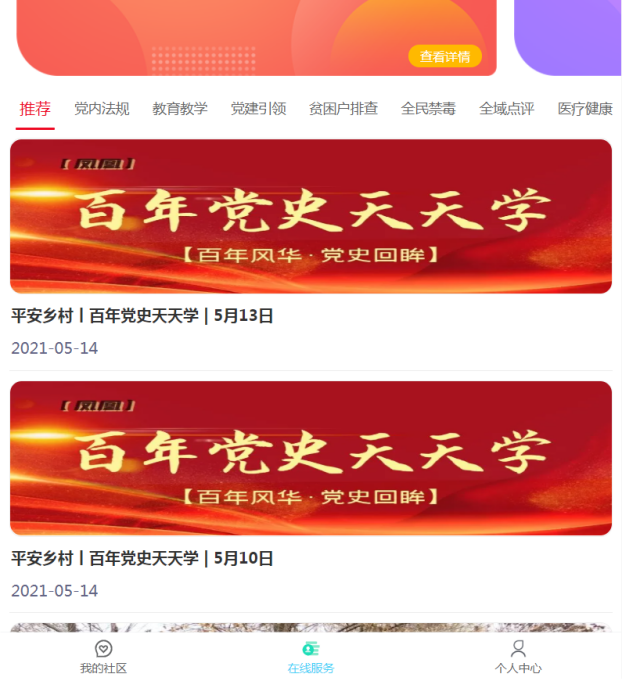 查看详情
推荐 党内法规 教育教学 党建引领 贫困户排查 全民禁毒 全域点评 医疗健康
【凤凰】
百年党史天天学
【百年风华·党史回眸】
平安乡村丨百年党史天天学 | 5月13日
2021-05-14
【凤凰】
百年党史天天学
【百年风华·党史回眸】
平安乡村丨百年党史天天学 | 5月10日
2021-05-14
我的社区 在线服务 个人中心